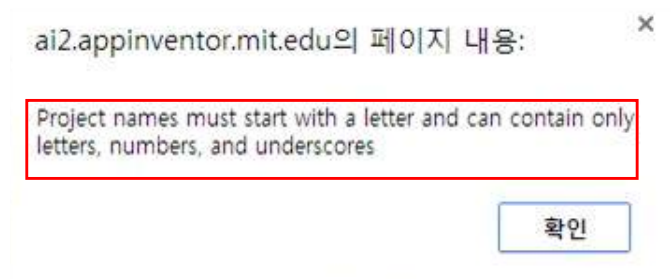 ai2.appinventor.mit.edu의 페이지 내용:
Project names must start with a letter and can contain only
letters, numbers, and underscores
확인